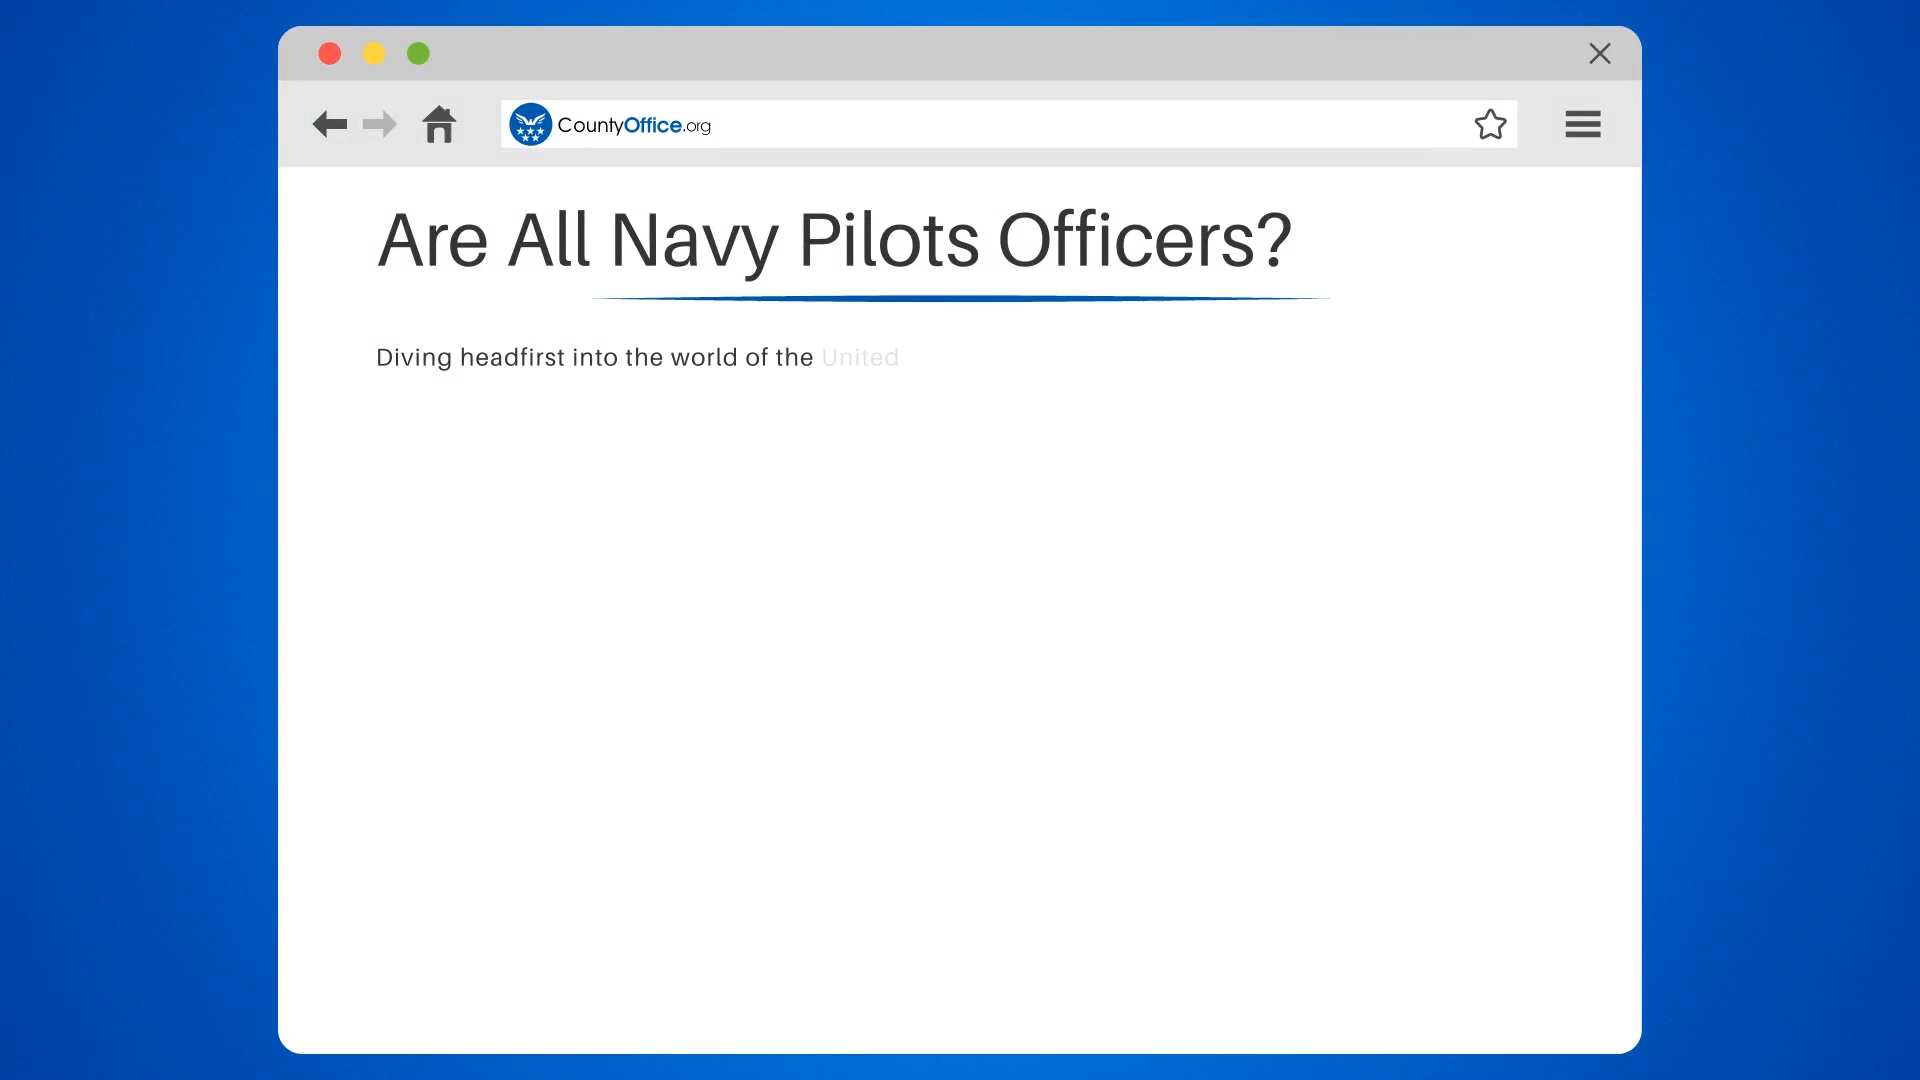 CountyOffice.org
Are All Navy Pilots Officers?
Diving headfirst into the world of the United